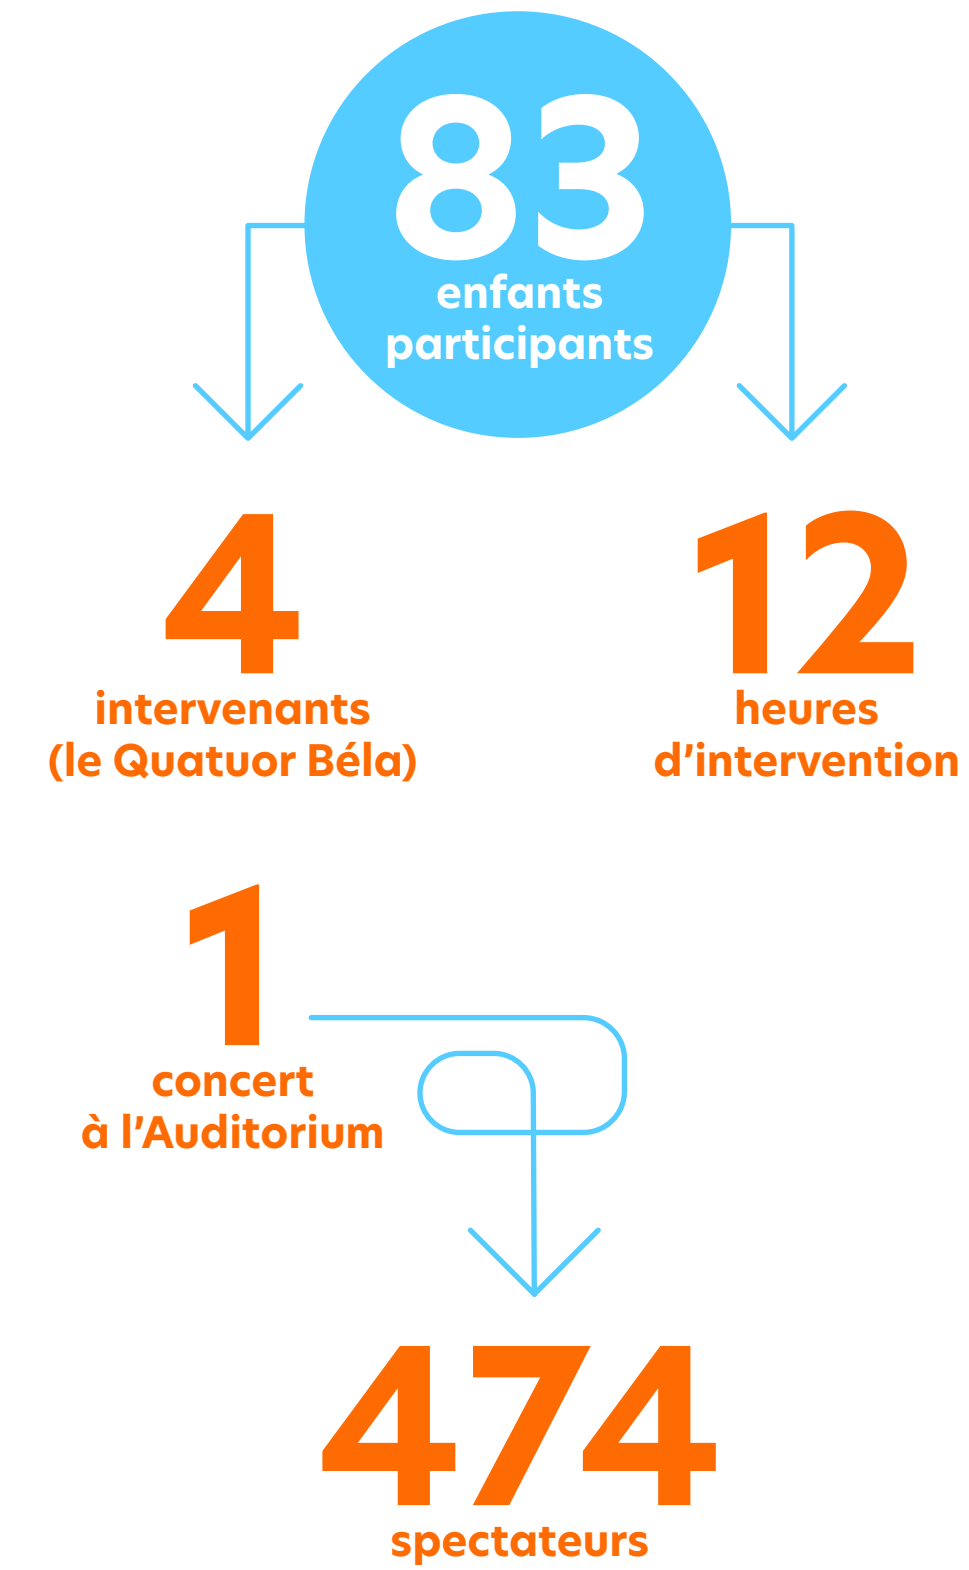 83
enfants
participants
4
intervenants
(le Quatuor Béla)
12
heures
d’intervention
1
concert
à l’Auditorium
474
spectateurs